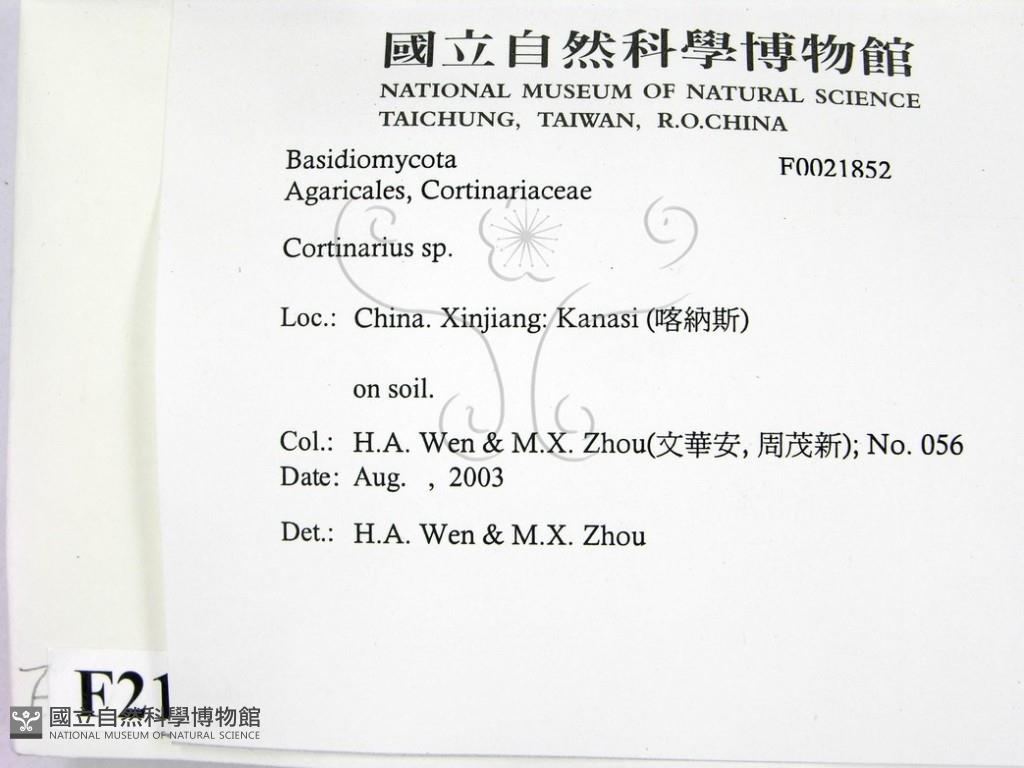 國立自然科學博物館
NATIONAL MUSEUM OF NATURAL SCIENCE
TAICHUNG, TAIWAN, R.O.CHINA
Basidiomycota F0021852
Agaricales, Cortinariaceae
Cortinarius sp.
Loc.: China. Xinjiang: Kanasi (喀納斯)
on soil.
Col.: H.A. Wen & M.X. Zhou(文華安, 周茂新); No. 056
Date: Aug. , 2003
Det.: H.A. Wen & M.X. Zhou
F21
國立自然科學博物館
NATIONAL MUSEUM OF NATURAL SCIENCE